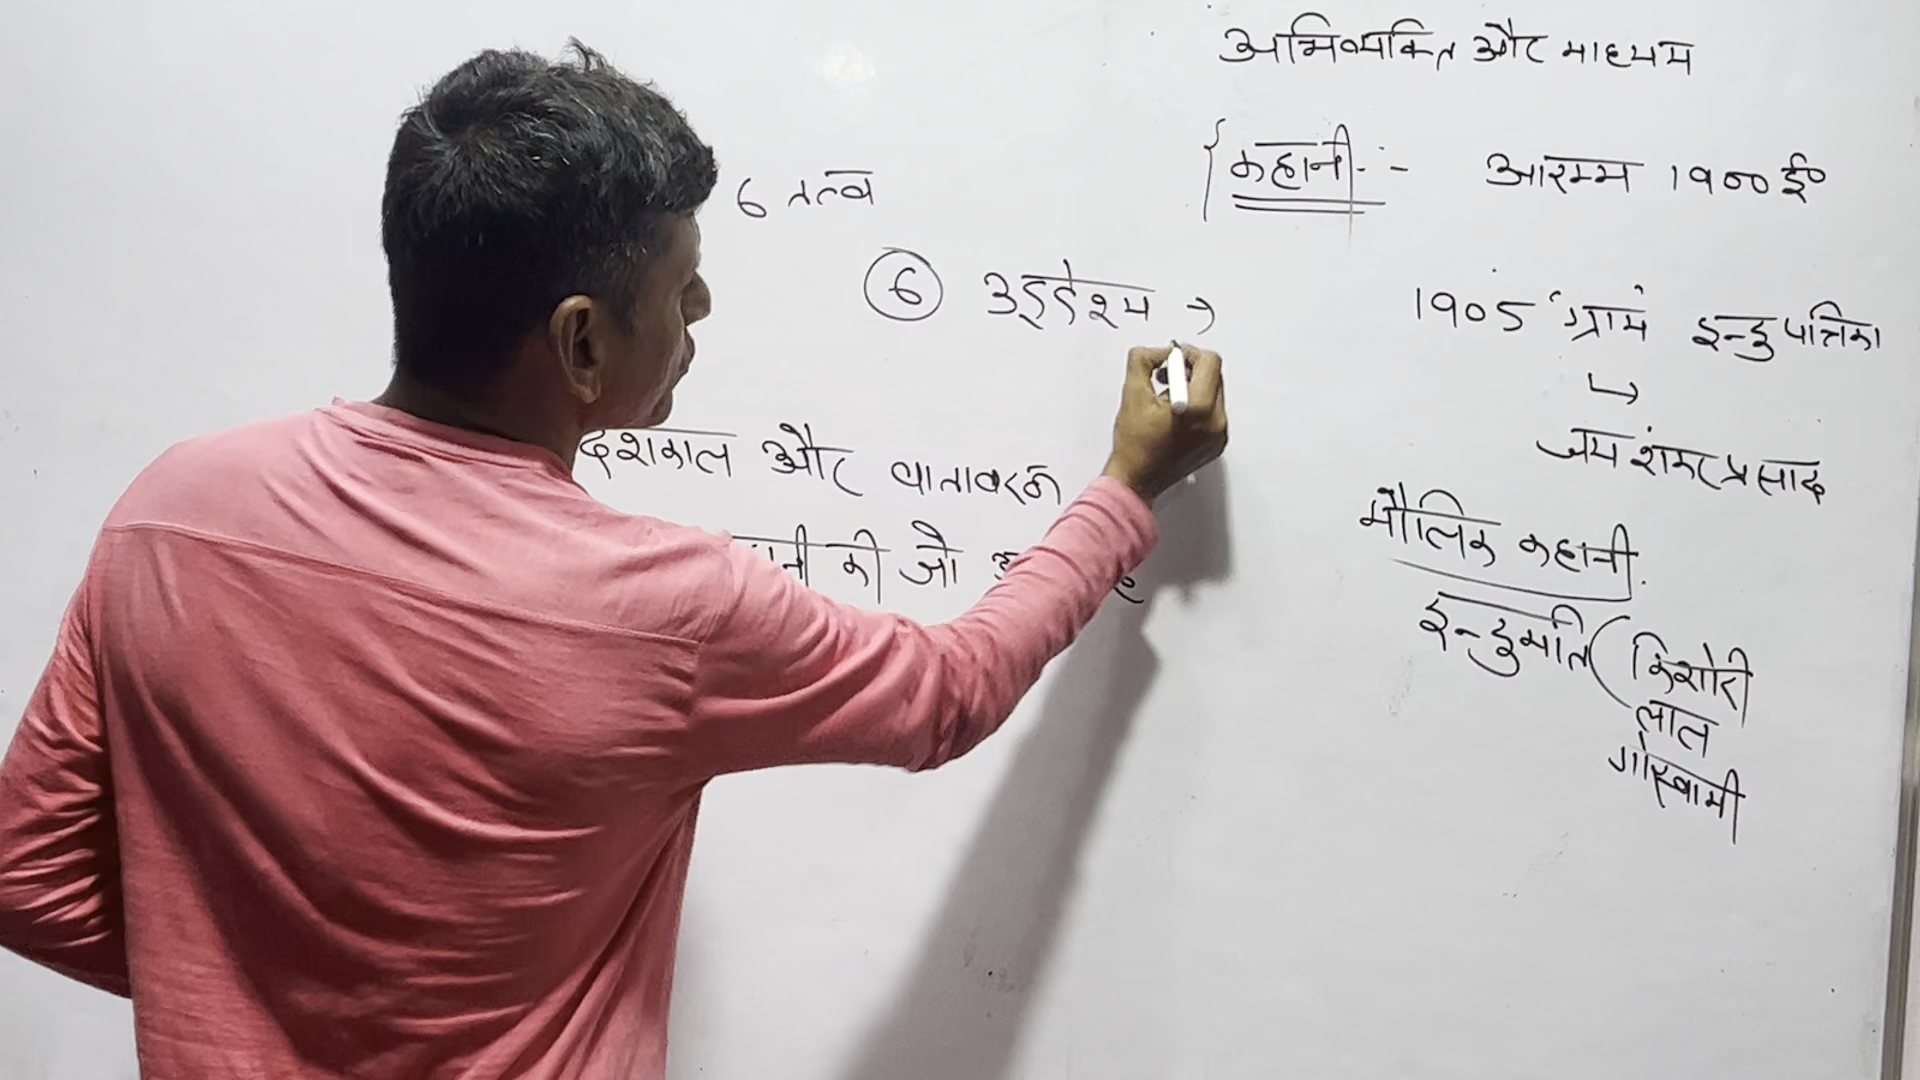 अभिव्यक्ति और माध्यम
कहानी :- आरम्भ 1900 ई०
6 तत्व
6 उद्देश्य →
1905 'ग्राम' इन्दु पत्रिका
↳
जयशंकर प्रसाद
देशकाल और वातावरण
मौलिक कहानी.
की जो
इन्दुमति (किशोरी
लाल
गोस्वामी